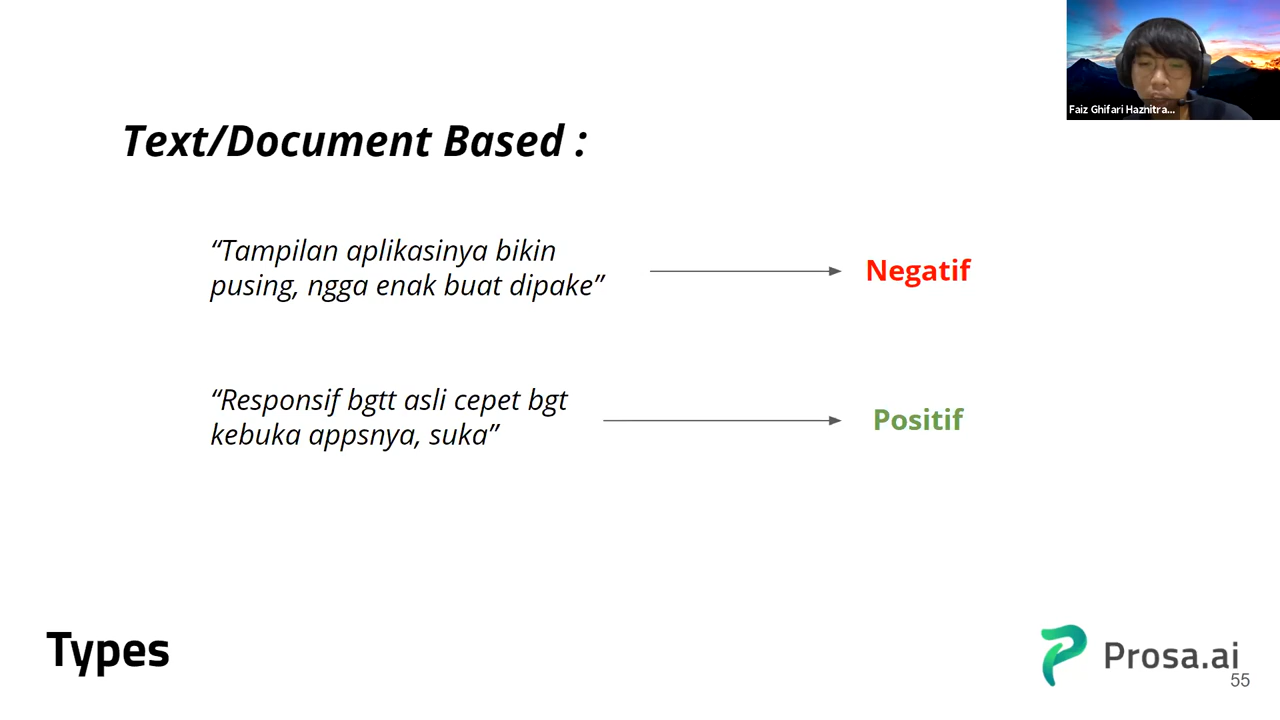 Faiz Ghifari Haznitra...
Text/Document Based :
“Tampilan aplikasinya bikin
pusing, ngga enak buat dipake”
Negatif
“Responsif bgtt asli cepet bgt
kebuka appsnya, suka”
Positif
Types
Prosa.ai
55